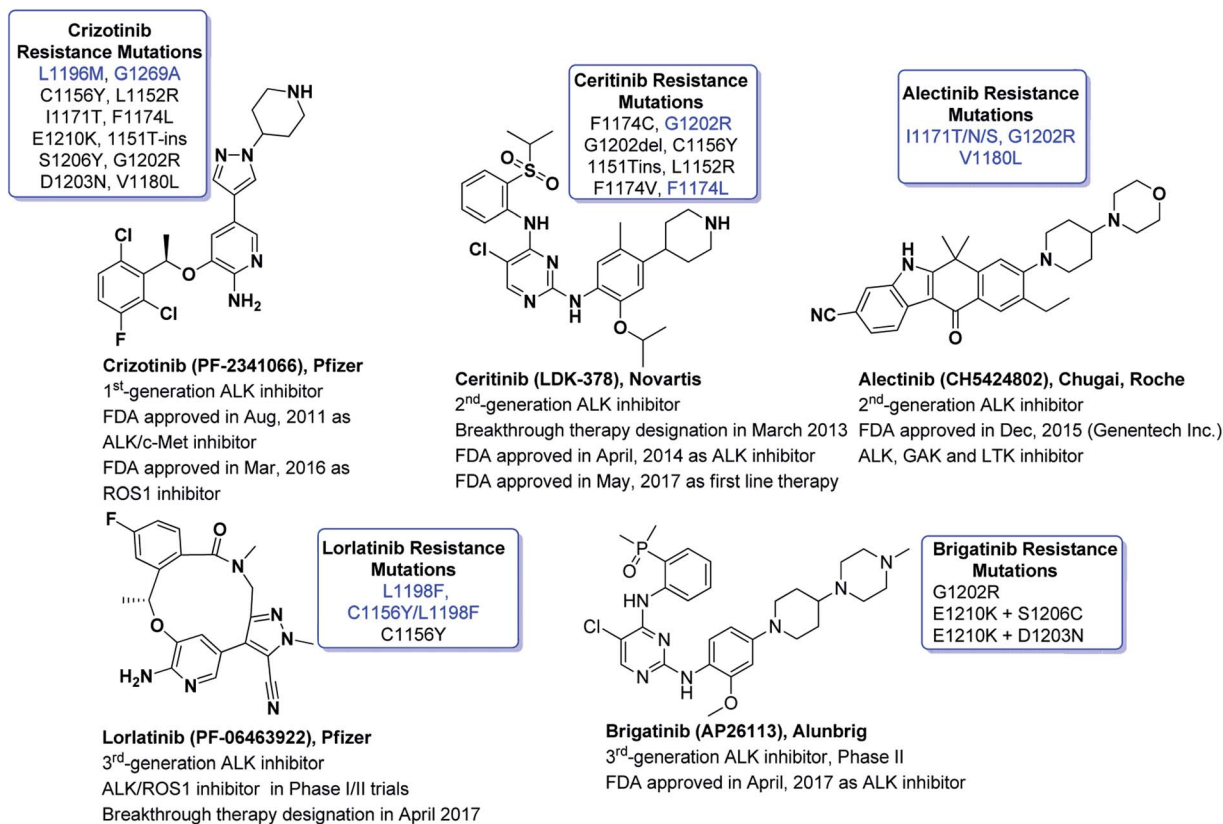 Crizotinib
Resistance Mutations
L1196M, G1269A
C1156Y, L1152R
I1171T, F1174L
E1210K, 1151T-ins
S1206Y, G1202R
D1203N, V1180L
NH
N
N
Cl
O
N
NH2
Cl
F
Crizotinib (PF-2341066), Pfizer
1st-generation ALK inhibitor
FDA approved in Aug, 2011 as
ALK/c-Met inhibitor
FDA approved in Mar, 2016 as
ROS1 inhibitor
Ceritinib Resistance
Mutations
F1174C, G1202R
G1202del, C1156Y
1151Tins, L1152R
F1174V, F1174L
O
S
O
NH
NH
Cl
N
N
N
H
O
Ceritinib (LDK-378), Novartis
2nd-generation ALK inhibitor
Breakthrough therapy designation in March 2013
FDA approved in April, 2014 as ALK inhibitor
FDA approved in May, 2017 as first line therapy
Alectinib Resistance
Mutations
I1171T/N/S, G1202R
V1180L
O
N
H
N
N
NC
O
Alectinib (CH5424802), Chugai, Roche
2nd-generation ALK inhibitor
FDA approved in Dec, 2015 (Genentech Inc.)
ALK, GAK and LTK inhibitor
F
O
N
N
N
O
H2N
N
N
Lorlatinib Resistance
Mutations
L1198F,
C1156Y/L1198F
C1156Y
Lorlatinib (PF-06463922), Pfizer
3rd-generation ALK inhibitor
ALK/ROS1 inhibitor in Phase I/II trials
Breakthrough therapy designation in April 2017
P
O
HN
N
N
N
Cl
N
N
N
H
O
Brigatinib Resistance
Mutations
G1202R
E1210K + S1206C
E1210K + D1203N
Brigatinib (AP26113), Alunbrig
3rd-generation ALK inhibitor, Phase II
FDA approved in April, 2017 as ALK inhibitor